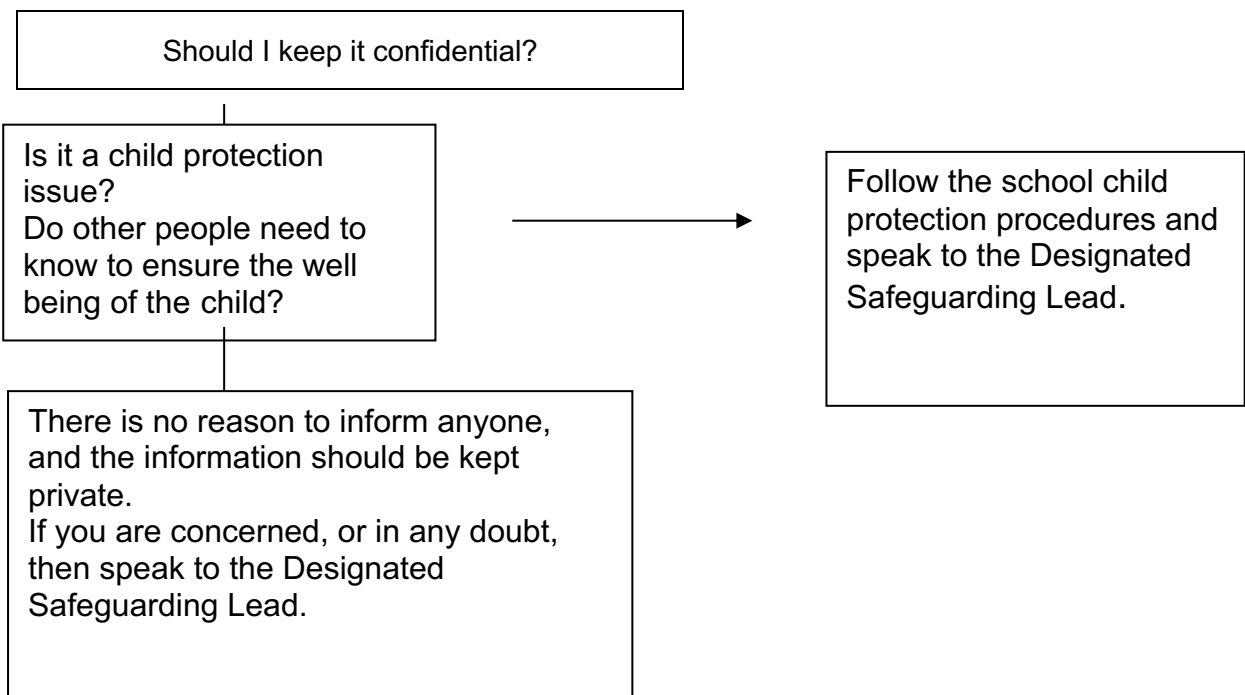 Should I keep it confidential?
Is it a child protection
issue?
Do other people need to
know to ensure the well
being of the child?
Follow the school child
protection procedures and
speak to the Designated
Safeguarding Lead.
There is no reason to inform anyone,
and the information should be kept
private.
If you are concerned, or in any doubt,
then speak to the Designated
Safeguarding Lead.